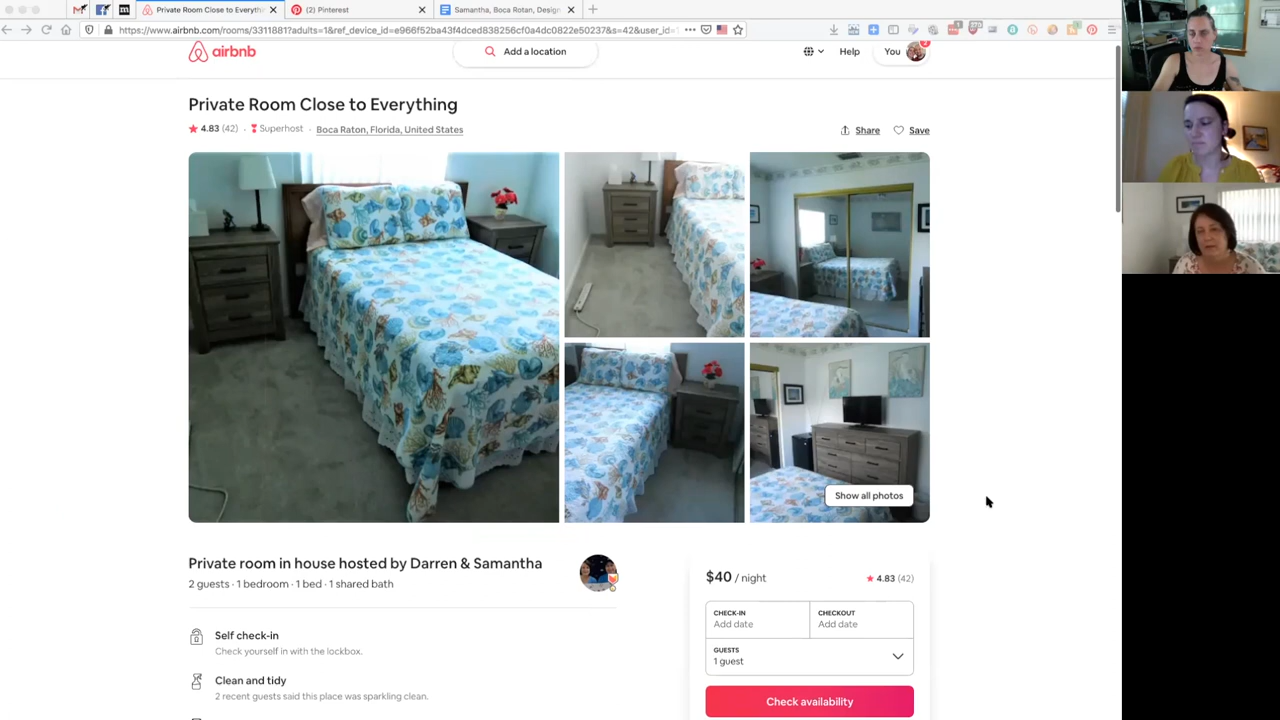 Private Room Close to Everythi
(2) Pinterest
Samantha, Boca Rotan, Design
https://www.airbnb.com/rooms/3311881?adults=1&ref_device_id=e966f52ba43f4dced838256cf0a4dc0822e50237&s=42&user_id=
airbnb
Add a location
Help
You
Private Room Close to Everything
4.83 (42) · Superhost · Boca Raton, Florida, United States
Share
Save
Show all photos
Private room in house hosted by Darren & Samantha
2 guests · 1 bedroom · 1 bed · 1 shared bath
$40 / night
4.83 (42)
CHECK-IN
Add date
CHECKOUT
Add date
GUESTS
1 guest
Self check-in
Check yourself in with the lockbox.
Clean and tidy
2 recent guests said this place was sparkling clean.
Check availability